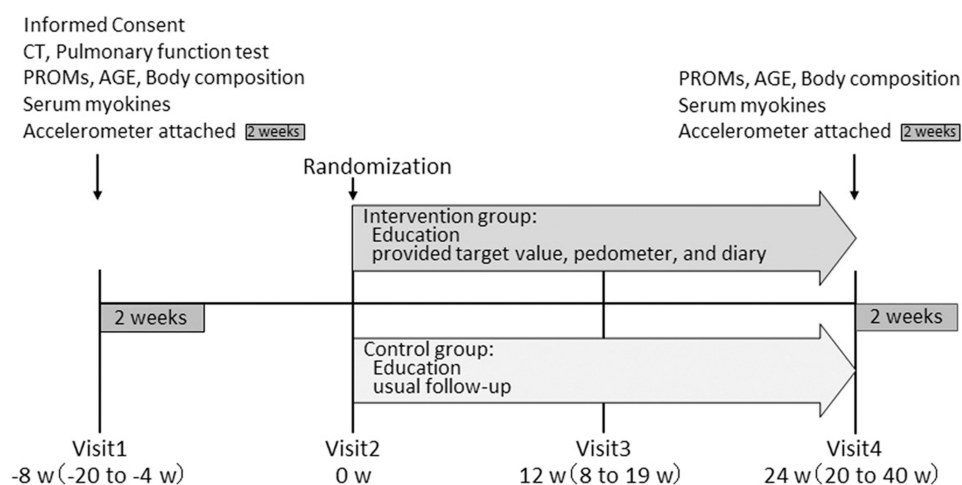 Informed Consent
CT, Pulmonary function test
PROMs, AGE, Body composition
Serum myokines
Accelerometer attached 2 weeks
PROMs, AGE, Body composition
Serum myokines
Accelerometer attached 2 weeks
Randomization
Intervention group:
Education
provided target value, pedometer, and diary
2 weeks
2 weeks
Control group:
Education
usual follow-up
Visit1
-8 w(-20 to -4 w)
Visit2
0 w
Visit3
12 w(8 to 19 w)
Visit4
24 w(20 to 40 w)